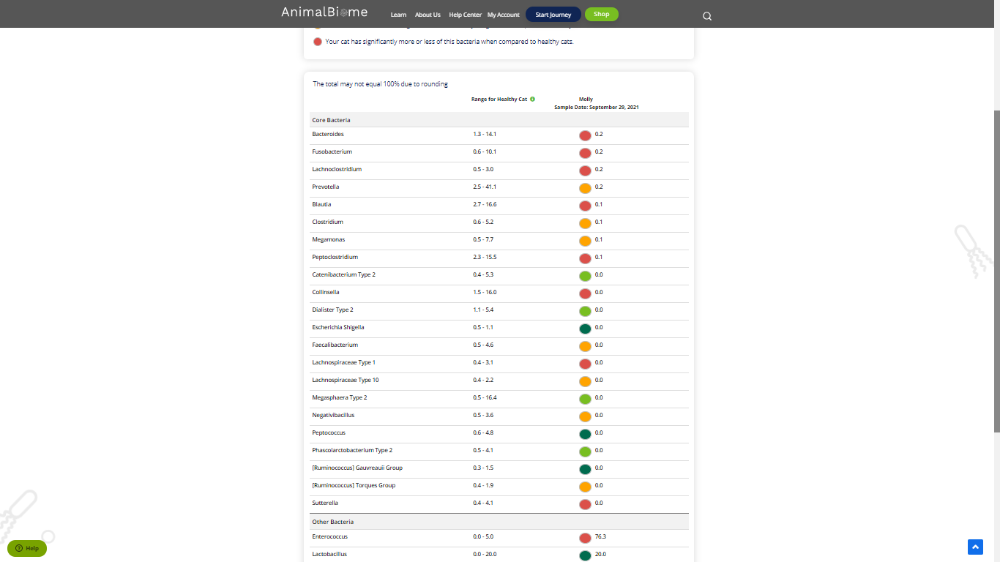 AnimalBiome
Learn About Us Help Center My Account Start Journey Shop
Your cat has significantly more or less of this bacteria when compared to healthy cats.
The total may not equal 100% due to rounding
Range for Healthy Cat Molly
Sample Date: September 29, 2021
Core Bacteria
Bacteroides 1.3 - 14.1 0.2
Fusobacterium 0.6 - 10.1 0.2
Lachnoclostridium 0.5 - 3.0 0.2
Prevotella 2.5 - 41.1 0.2
Blautia 2.7 - 16.6 0.1
Clostridium 0.6 - 5.2 0.1
Megamonas 0.5 - 7.7 0.1
Peptoclostridium 2.3 - 15.5 0.1
Catenibacterium Type 2 0.4 - 5.3 0.0
Collinsella 1.5 - 16.0 0.0
Dialister Type 2 1.1 - 5.4 0.0
Escherichia Shigella 0.5 - 1.1 0.0
Faecalibacterium 0.5 - 4.6 0.0
Lachnospiraceae Type 1 0.4 - 3.1 0.0
Lachnospiraceae Type 10 0.4 - 2.2 0.0
Megasphaera Type 2 0.5 - 16.4 0.0
Negativibacillus 0.5 - 3.6 0.0
Peptococcus 0.6 - 4.8 0.0
Phascolarctobacterium Type 2 0.5 - 4.1 0.0
[Ruminococcus] Gauvreauii Group 0.3 - 1.5 0.0
[Ruminococcus] Torques Group 0.4 - 1.9 0.0
Sutterella 0.4 - 4.1 0.0
Other Bacteria
Enterococcus 0.0 - 5.0 76.3
Lactobacillus 0.0 - 20.0 20.0
Help